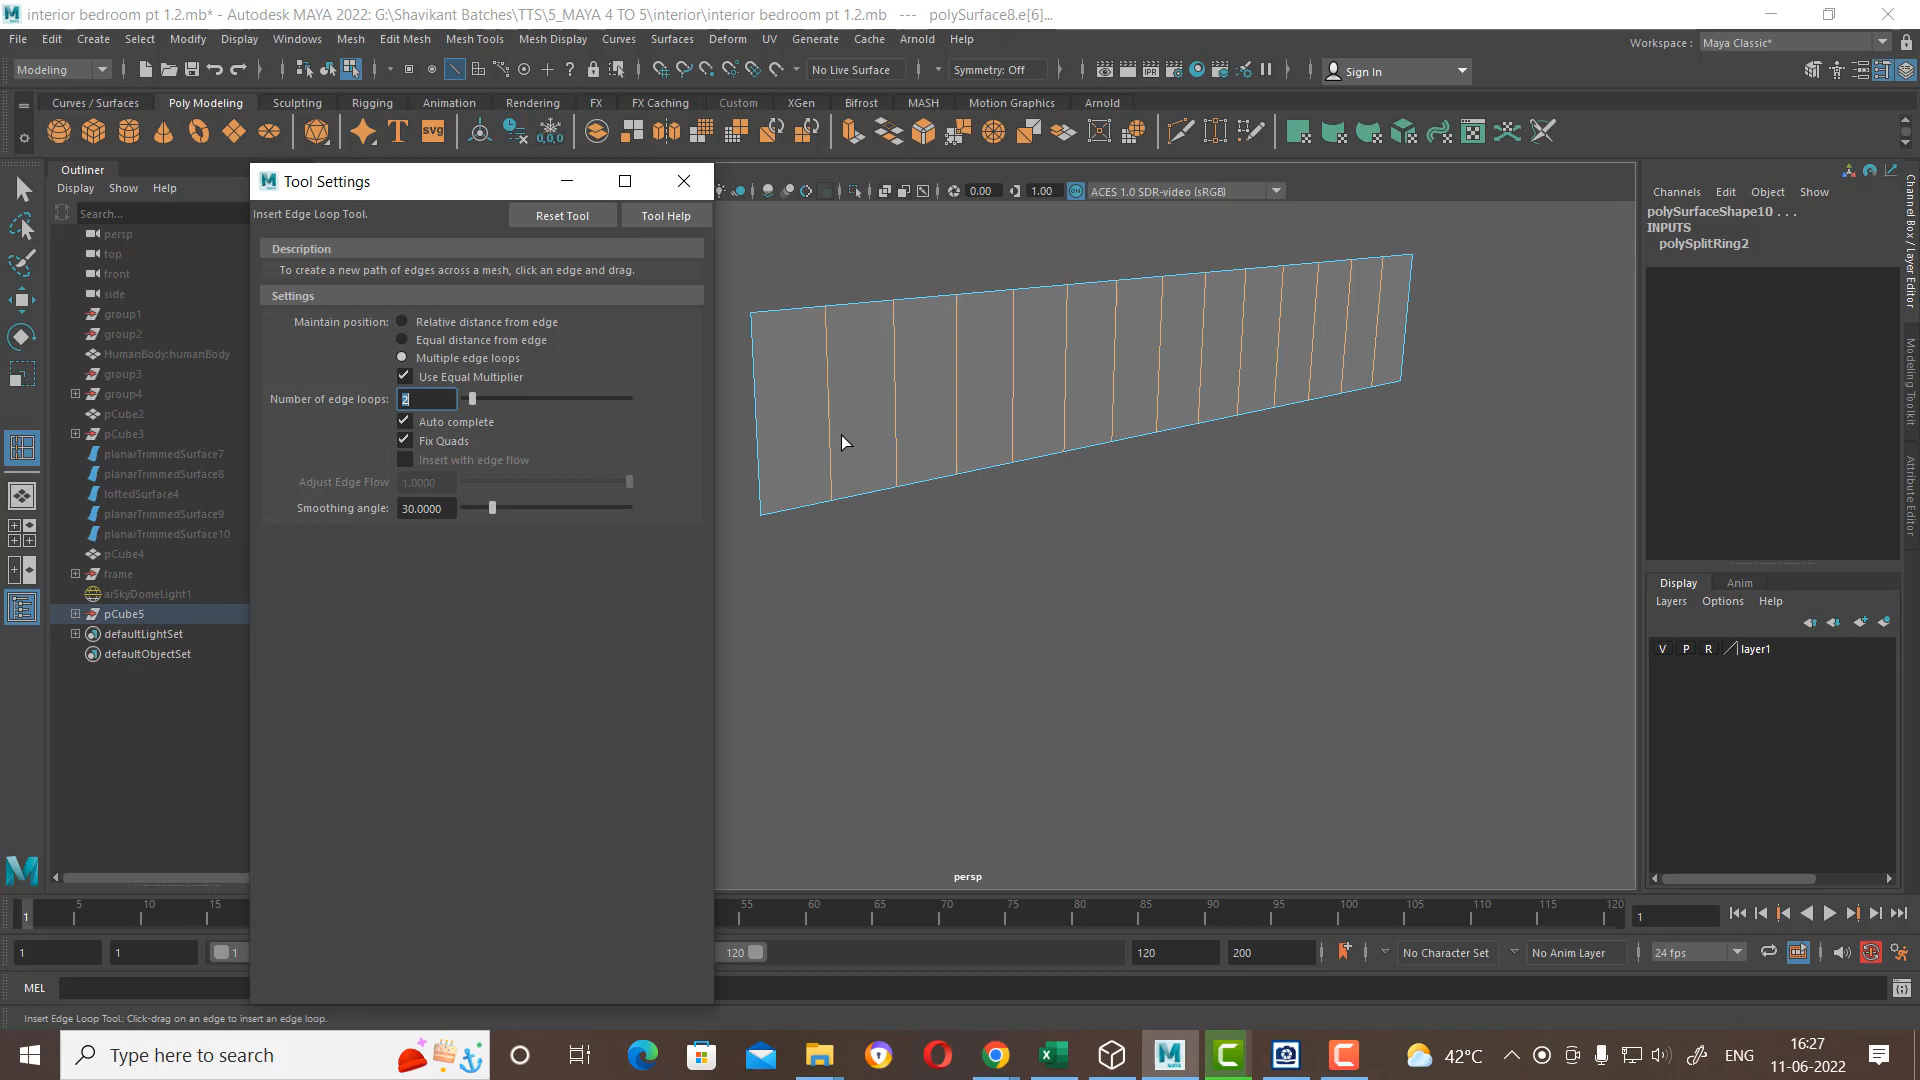 interior bedroom pt 1.2.mb* - Autodesk MAYA 2022: G:\Shavikant Batches\TTS\5_MAYA 4 TO 5\interior\interior bedroom pt 1.2.mb --- polySurface8.e[6]...
File Edit Create Select Modify Display Windows Mesh Edit Mesh Mesh Tools Mesh Display Curves Surfaces Deform UV Generate Cache Arnold Help
Workspace : Maya Classic*
Modeling
No Live Surface
Symmetry: Off
Sign In
Curves / Surfaces Poly Modeling Sculpting Rigging Animation Rendering FX FX Caching Custom XGen Bifrost MASH Motion Graphics Arnold
T svg 0,0,0
Outliner
Display Show Help
Search...
persp
top
front
side
group1
group2
HumanBody:humanBody
group3
group4
pCube2
pCube3
planarTrimmedSurface7
planarTrimmedSurface8
loftedSurface4
planarTrimmedSurface9
planarTrimmedSurface10
pCube4
frame
aiSkyDomeLight1
pCube5
defaultLightSet
defaultObjectSet
Tool Settings
Insert Edge Loop Tool.
Reset Tool
Tool Help
Description
To create a new path of edges across a mesh, click an edge and drag.
Settings
Maintain position: Relative distance from edge
Equal distance from edge
Multiple edge loops
Use Equal Multiplier
Number of edge loops: 2
Auto complete
Fix Quads
Insert with edge flow
Adjust Edge Flow 1.0000
Smoothing angle: 30.0000
0.00
1.00
ACES 1.0 SDR-video (sRGB)
persp
Channels Edit Object Show
polySurfaceShape10 . . .
INPUTS
polySplitRing2
Channel Box / Layer Editor
Modeling Toolkit
Attribute Editor
Display Anim
Layers Options Help
V P R layer1
1 5 10 15 55 60 65 70 75 80 85 90 95 100 105 110 115 120
1
1 1 1 120 120 200
No Character Set
No Anim Layer
24 fps
MEL
Insert Edge Loop Tool: Click-drag on an edge to insert an edge loop.
Type here to search
42°C
ENG
16:27
11-06-2022